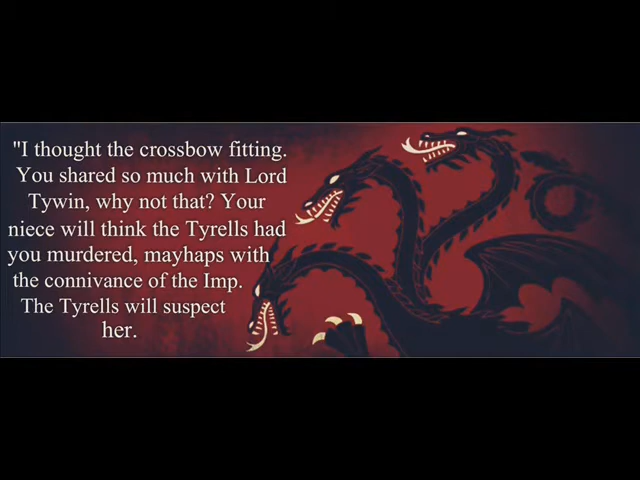 "I thought the crossbow fitting.
You shared so much with Lord
Tywin, why not that? Your
niece will think the Tyrells had
you murdered, mayhaps with
the connivance of the Imp.
The Tyrells will suspect
her.